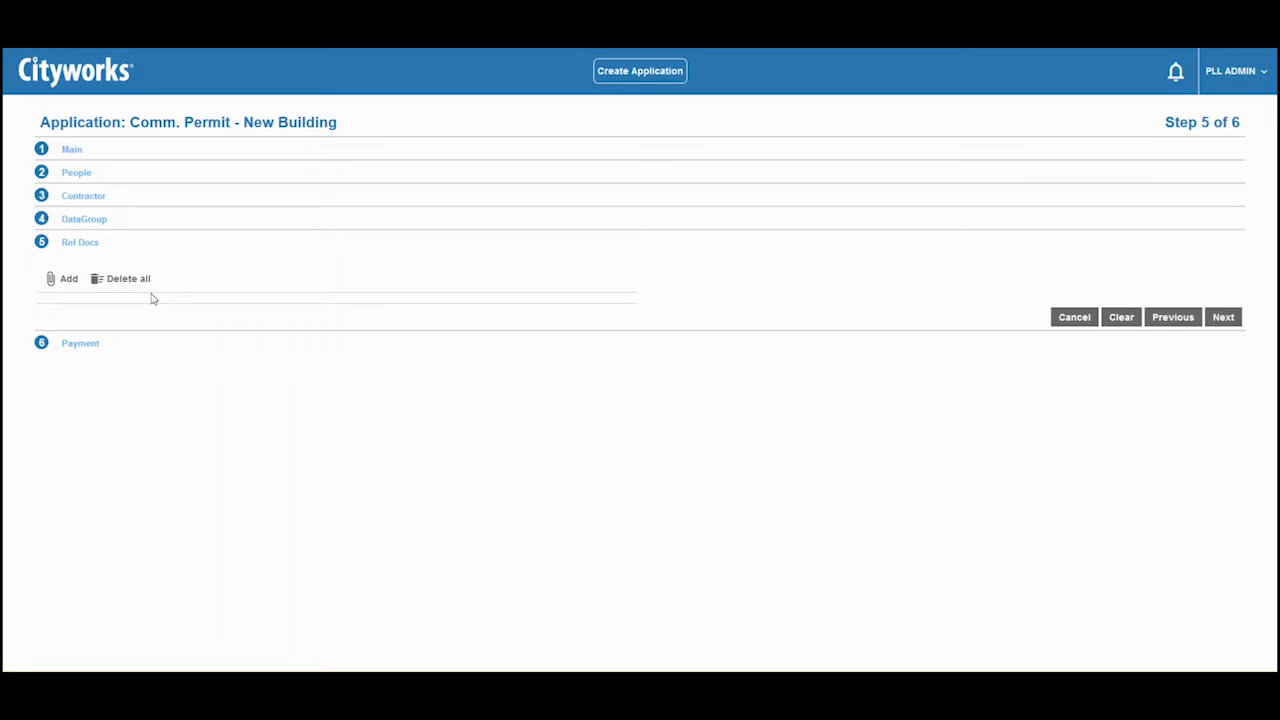 Cityworks®
Create Application
PLL ADMIN
Application: Comm. Permit - New Building
Step 5 of 6
1 Main
2 People
3 Contractor
4 DataGroup
5 Rel Docs
Add Delete all
Cancel Clear Previous Next
6 Payment